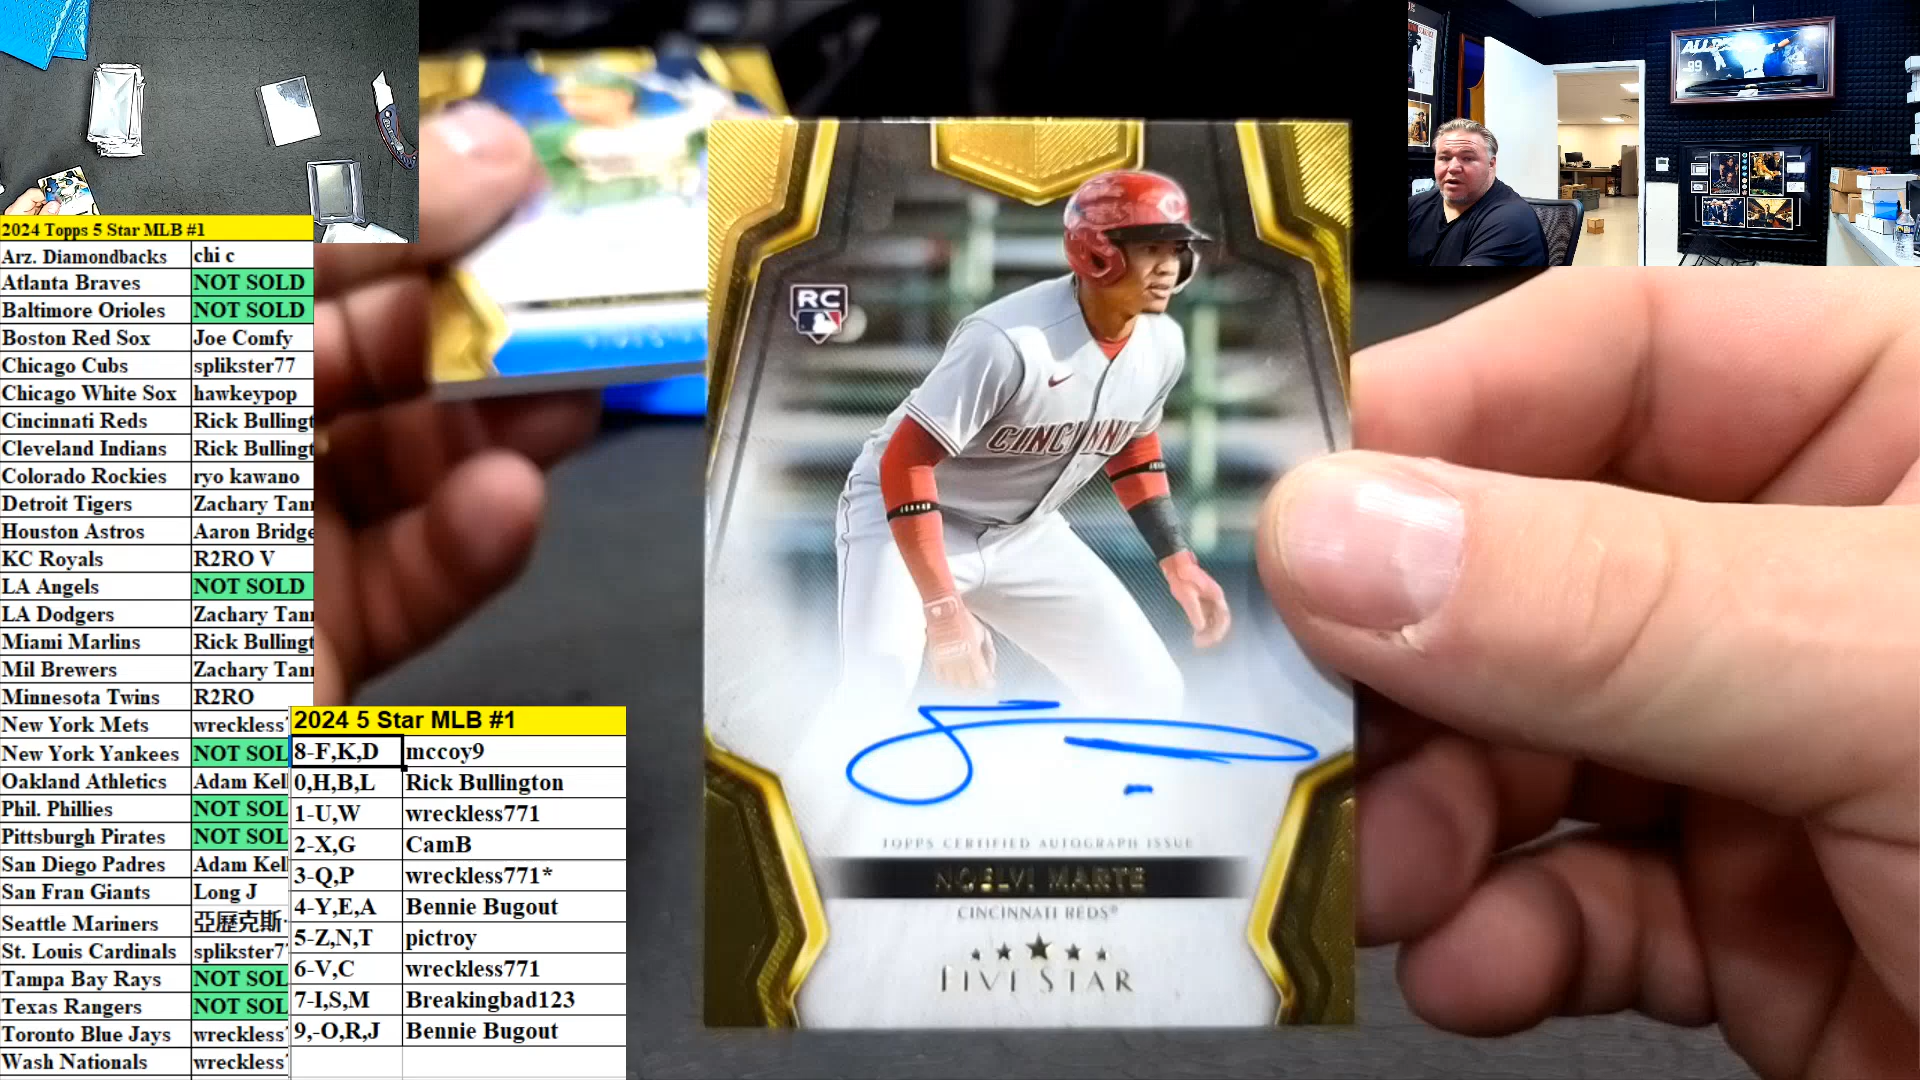 2024 Topps 5 Star MLB #1
Arz. Diamondbacks chi c
Atlanta Braves NOT SOLD
Baltimore Orioles NOT SOLD
Boston Red Sox Joe Comfy
Chicago Cubs splikster77
Chicago White Sox hawkeypop
Cincinnati Reds Rick Bullingt
Cleveland Indians Rick Bullingt
Colorado Rockies ryo kawano
Detroit Tigers Zachary Tan
Houston Astros Aaron Bridge
KC Royals R2RO V
LA Angels NOT SOLD
LA Dodgers Zachary Tan
Miami Marlins Rick Bullingt
Mil Brewers Zachary Tan
Minnesota Twins R2RO
New York Mets wreckless
New York Yankees NOT SOL
Oakland Athletics Adam Kel
Phil. Phillies NOT SOL
Pittsburgh Pirates NOT SOL
San Diego Padres Adam Kel
San Fran Giants Long J
Seattle Mariners 亞歷克斯
St. Louis Cardinals splikster7
Tampa Bay Rays NOT SOL
Texas Rangers NOT SOL
Toronto Blue Jays wreckless
Wash Nationals wreckless
2024 5 Star MLB #1
8-F,K,D mccoy9
0,H,B,L Rick Bullington
1-U,W wreckless771
2-X,G CamB
3-Q,P wreckless771*
4-Y,E,A Bennie Bugout
5-Z,N,T pictroy
6-V,C wreckless771
7-I,S,M Breakingbad123
9,-O,R,J Bennie Bugout
RC
CINCINN
TOPPS CERTIFIED AUTOGRAPH ISSUE
NOELVI MARTE
CINCINNATI REDS®
FIVE STAR
99